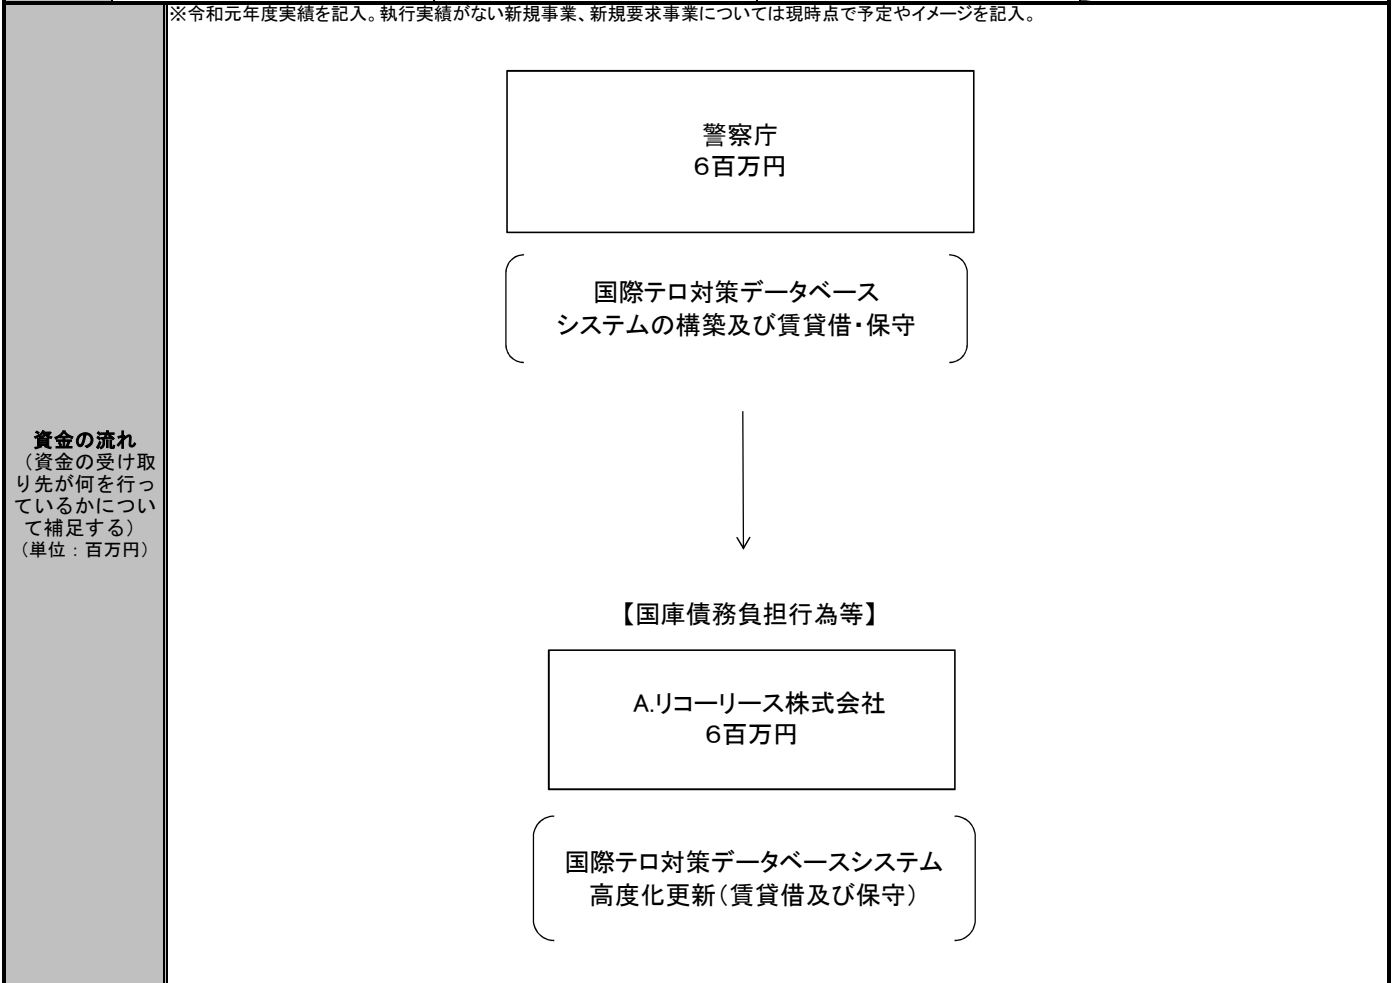 ※令和元年度実績を記入。執行実績がない新規事業、新規要求事業については現時点で予定やイメージを記入。
警察庁
6百万円
国際テロ対策データベース
システムの構築及び賃貸借・保守
資金の流れ
（資金の受け取
り先が何を行っ
ているかについ
て補足する）
（単位：百万円）
【国庫債務負担行為等】
A.リコーリース株式会社
6百万円
国際テロ対策データベースシステム
高度化更新（賃貸借及び保守）